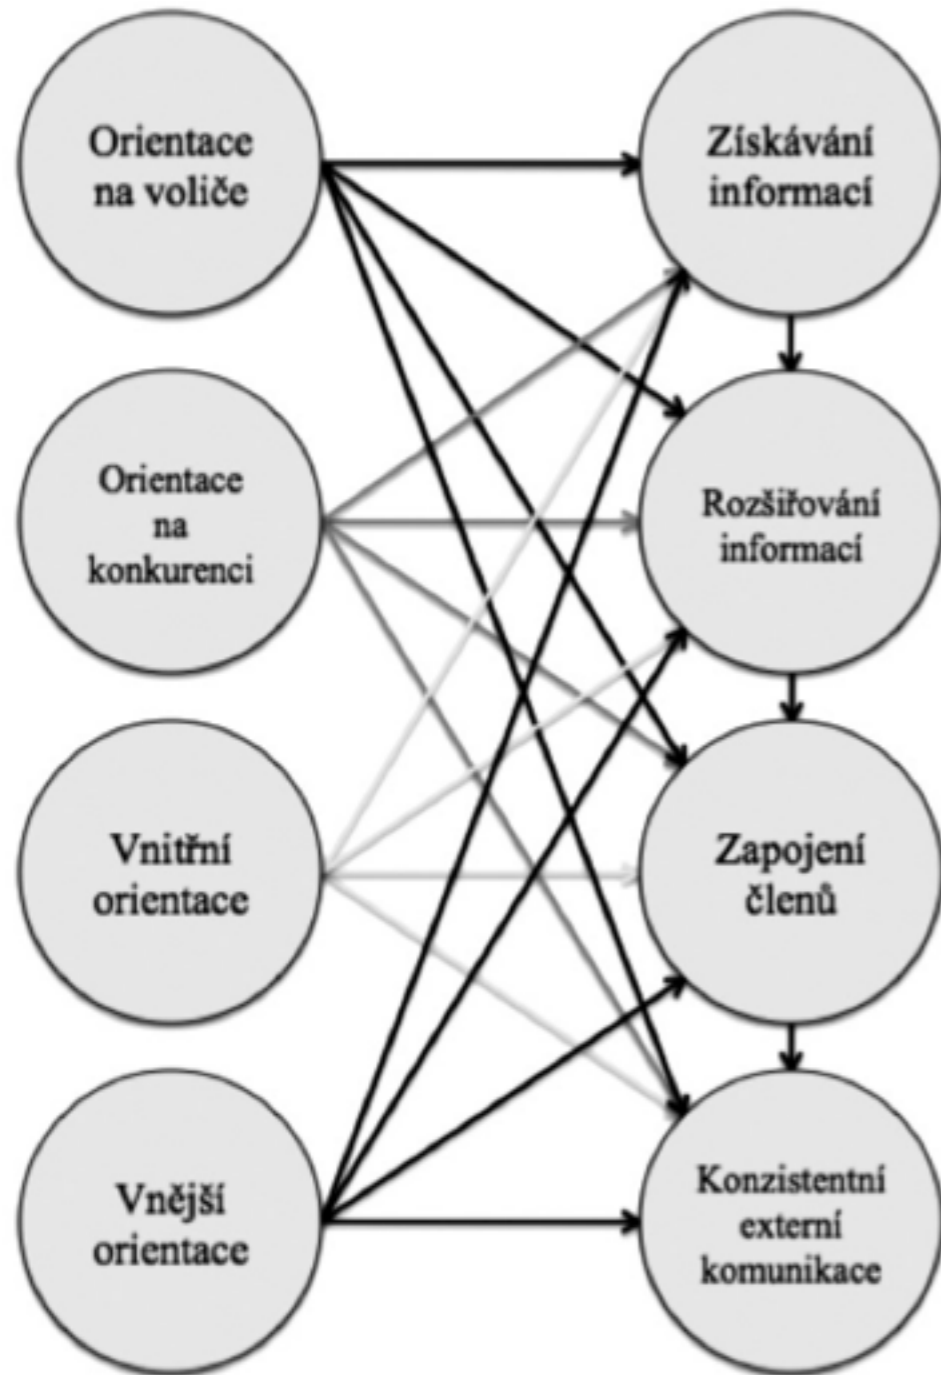 Orientace
na voliče
Získávání
informací
Orientace
na
konkurenci
Rozšiřování
informací
Vnitřní
orientace
Zapojení
členů
Vnější
orientace
Konzistentní
externí
komunikace